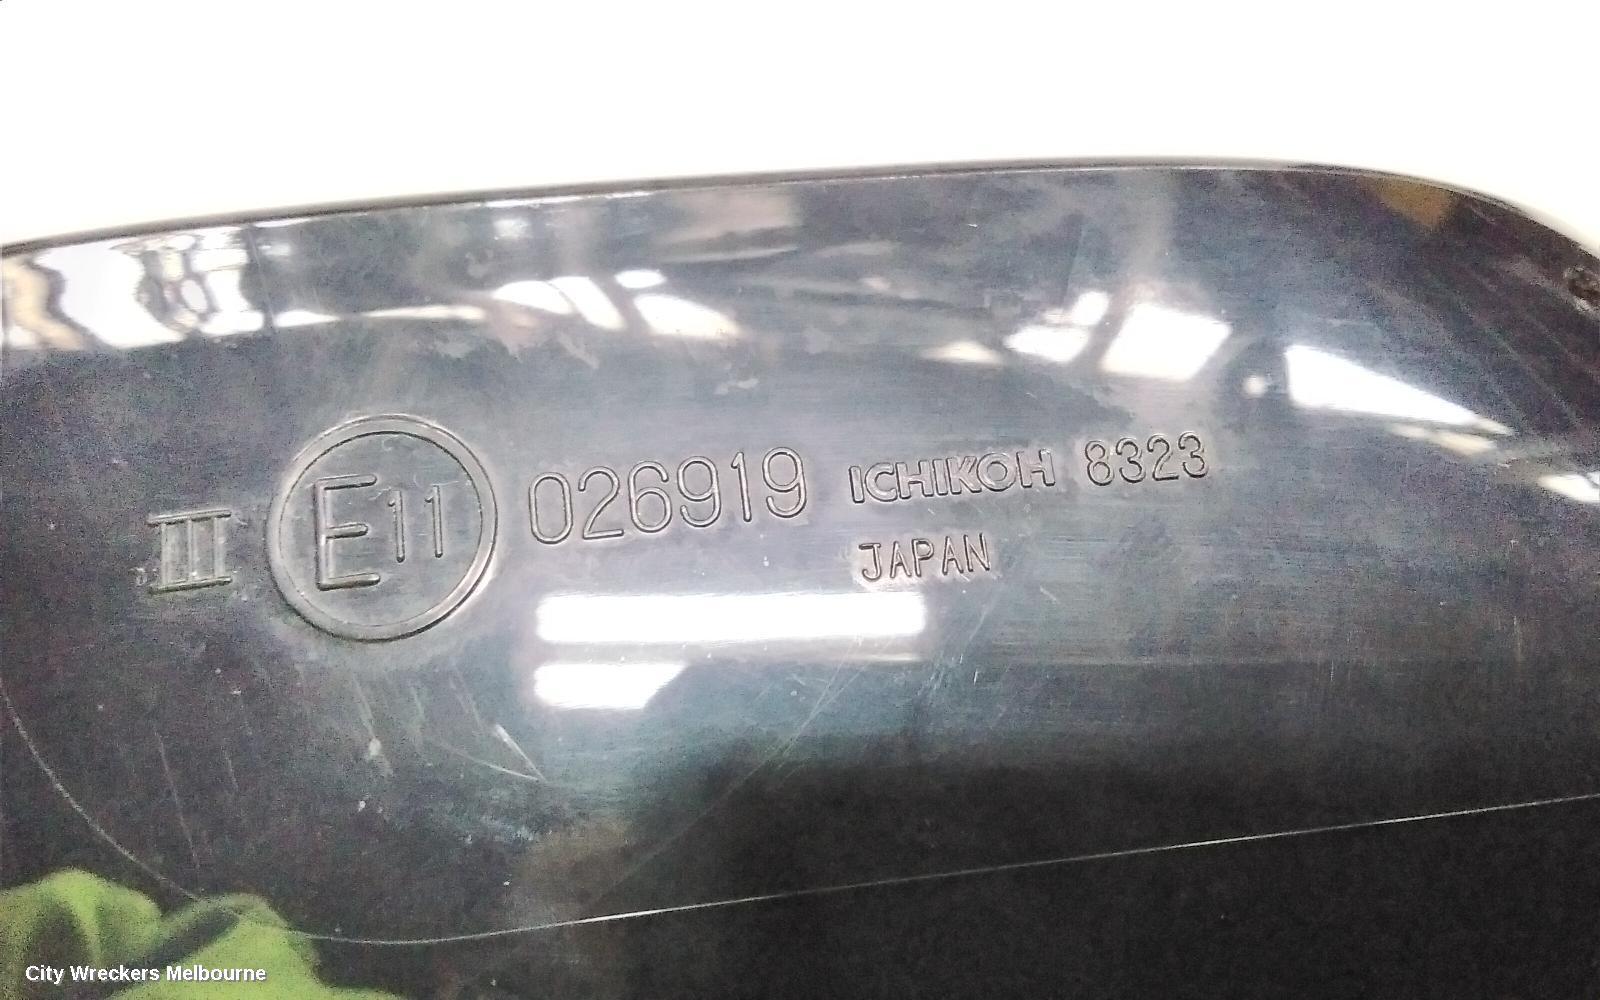 III E11 026919 ICHIKOH 8323
JAPAN
City Wreckers Melbourne